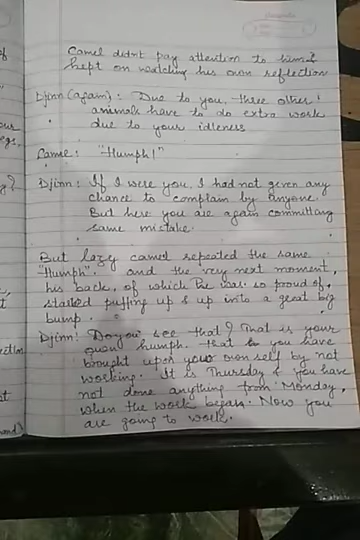 Camel didn't pay attention to him &
kept on watching his own reflection
Djinn (again): Due to you, three other
animals have to do extra work
due to your idleness
Camel: "Humph!"
Djinn: If I were you, I had not given any
chance to complain by anyone.
But here you are again committing
same mistake.
But lazy camel repeated the same
"Humph". and the very next moment,
his back, of which he was so proud of,
started puffing up & up into a great big
bump.
Djinn: Do you see that? That is your
own humph. That you have
brought upon your own self by not
working. It is Thursday & you have
not done anything from Monday,
when the work began. Now you
are going to work.